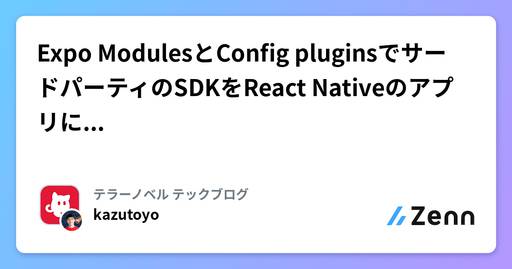 Expo ModulesとConfig pluginsでサー
ドパーティのSDKをReact Nativeのアプ
リに...
テラーノベル テックブログ
kazutoyo
Zenn